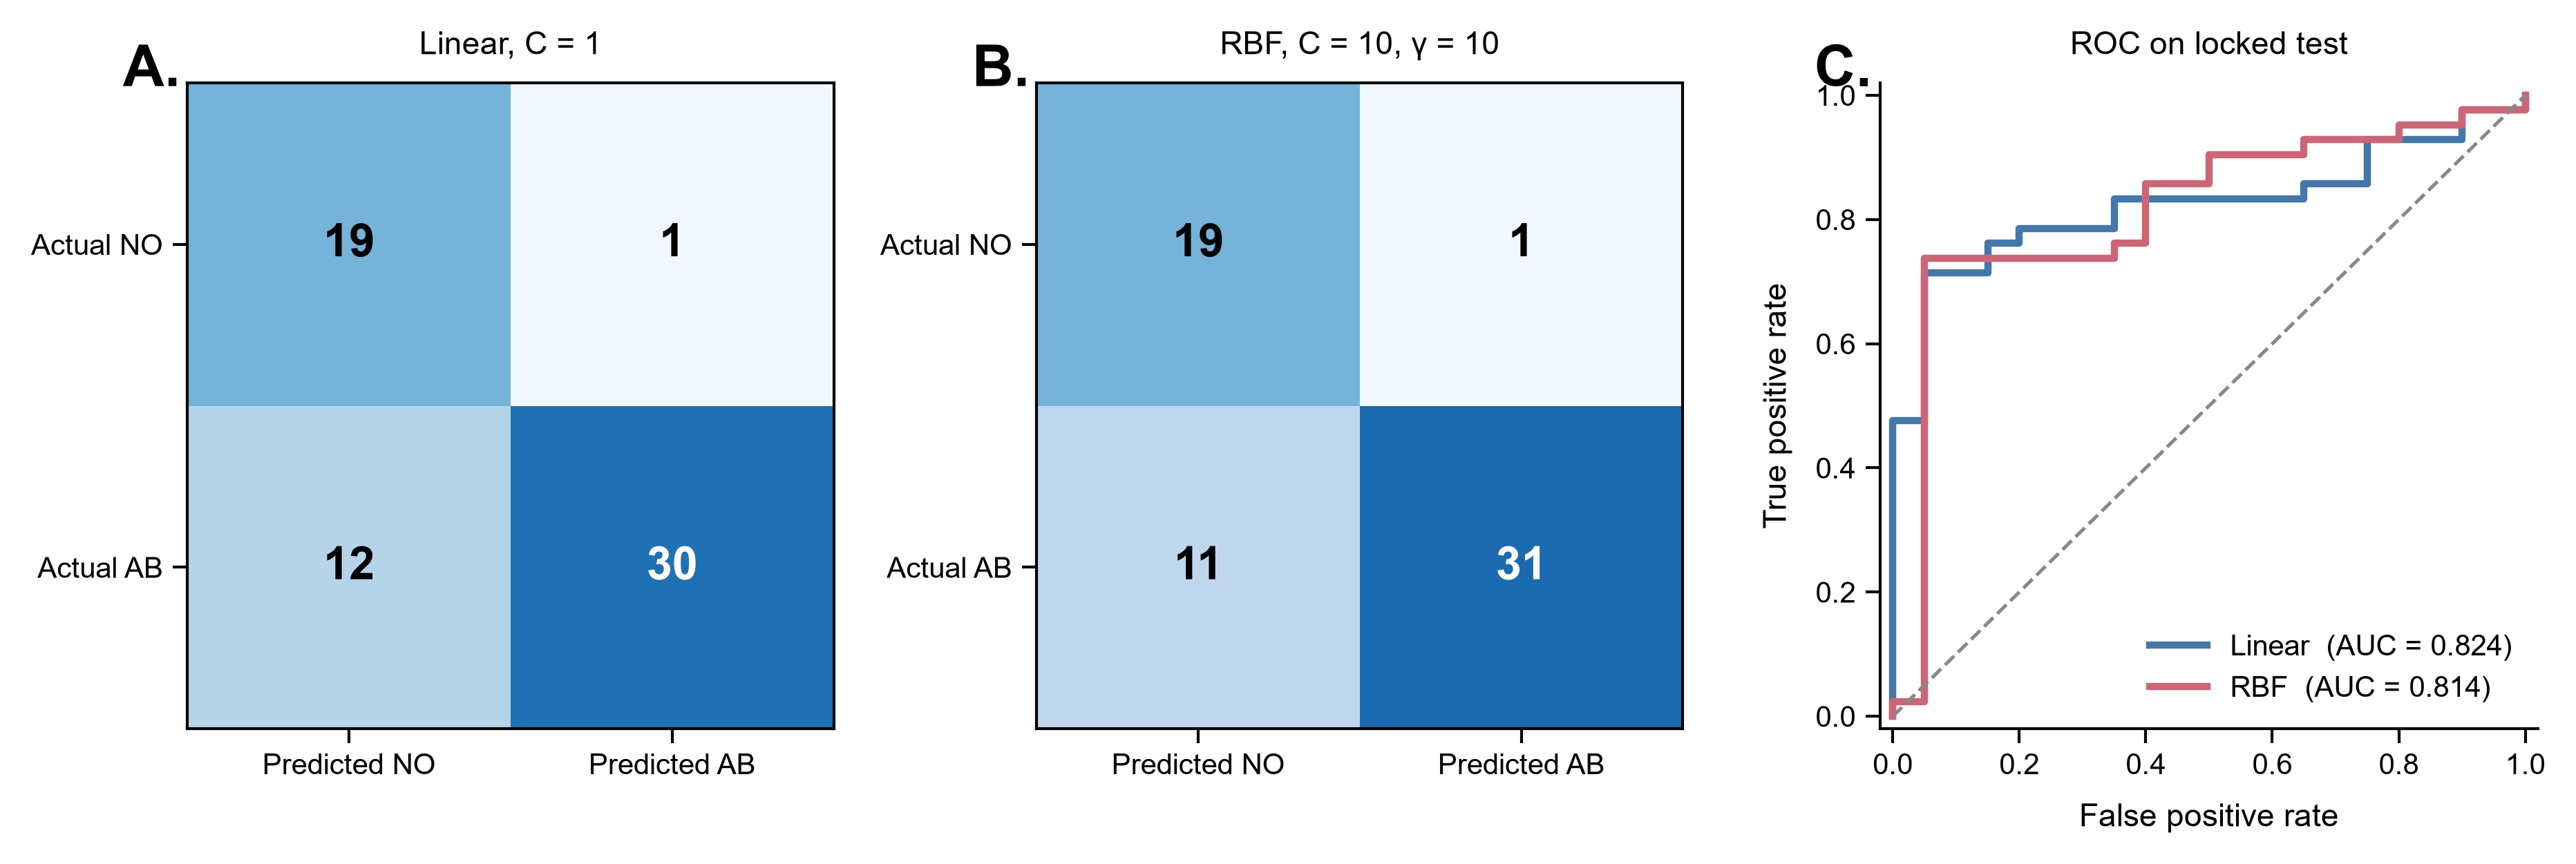 A.
Linear, C = 1
Actual NO
19
1
Actual AB
12
30
Predicted NO
Predicted AB
B.
RBF, C = 10, γ = 10
Actual NO
19
1
Actual AB
11
31
Predicted NO
Predicted AB
C.
ROC on locked test
True positive rate
1.0
0.8
0.6
0.4
0.2
0.0
Linear (AUC = 0.824)
RBF (AUC = 0.814)
0.0 0.2 0.4 0.6 0.8 1.0
False positive rate